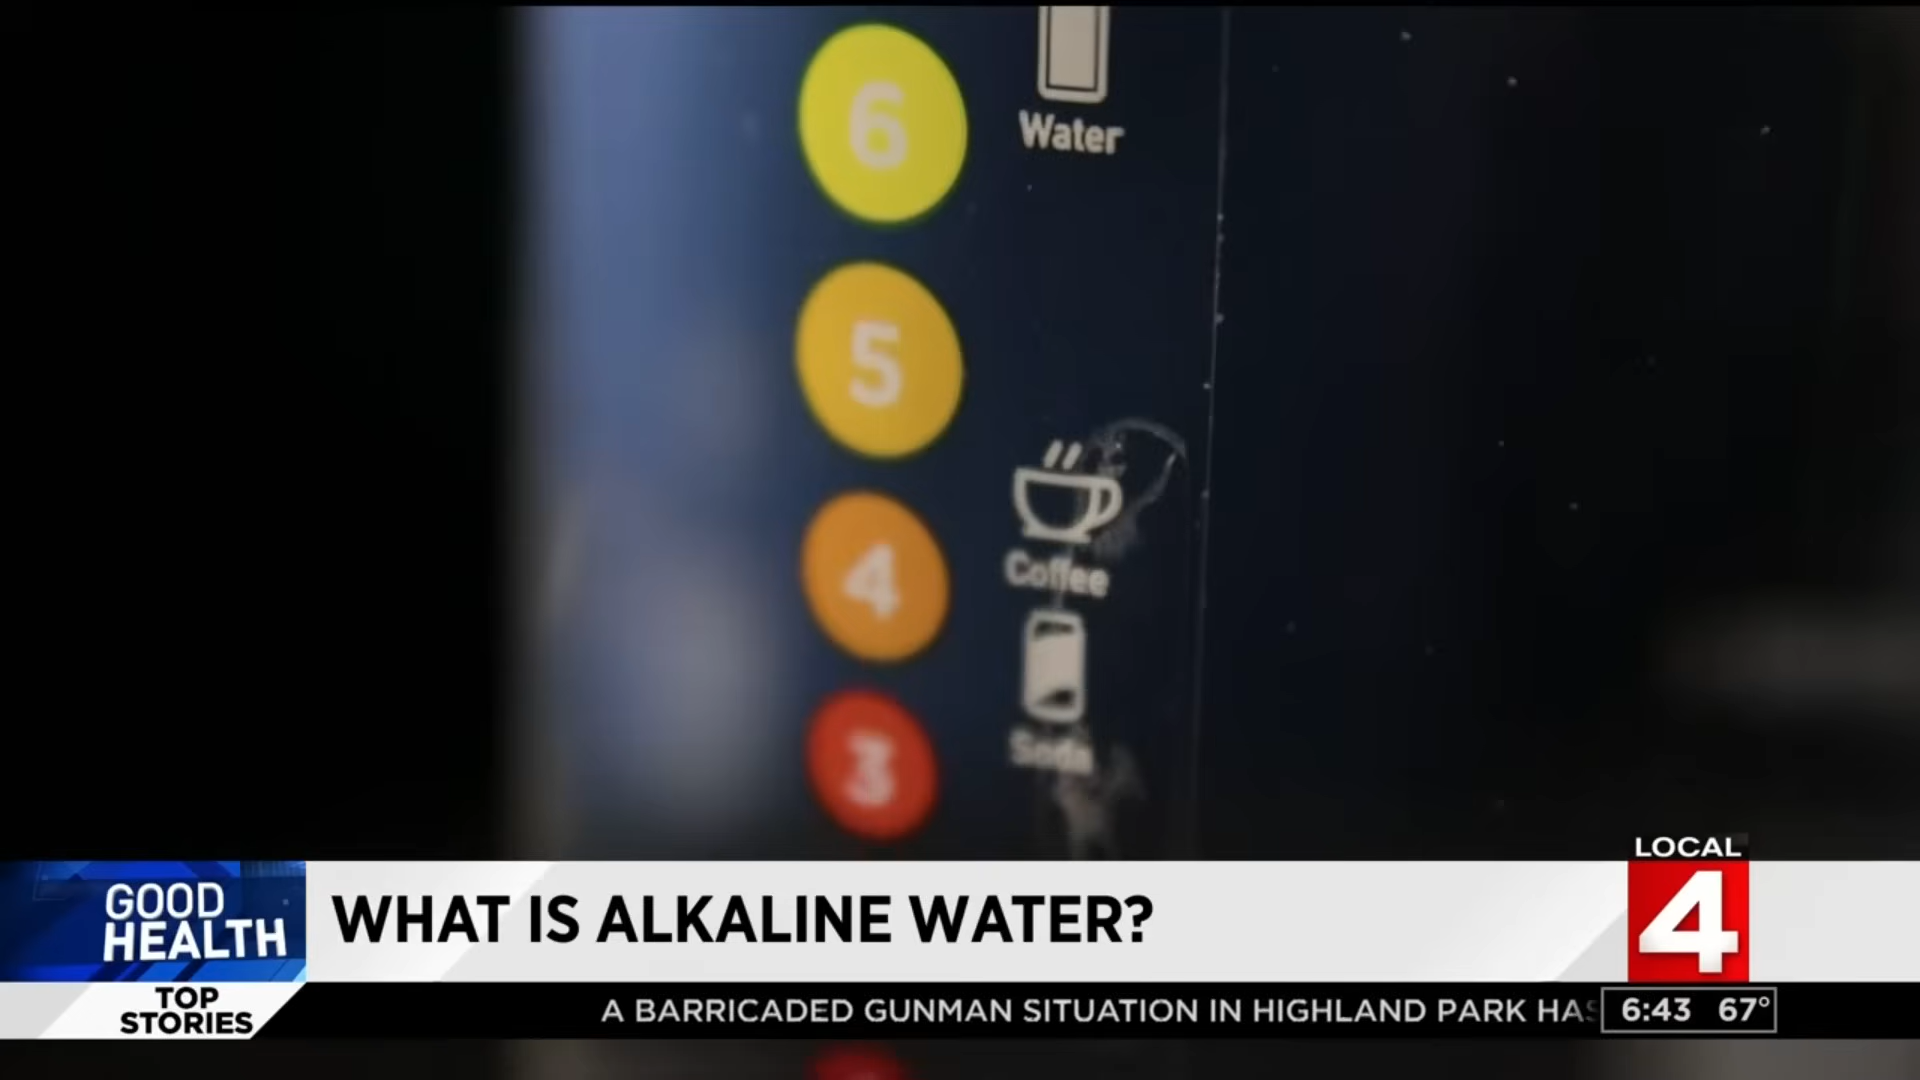 6
Water
5
Coffee
4
Soda
3
LOCAL
4
GOOD
HEALTH
WHAT IS ALKALINE WATER?
TOP
STORIES
A BARRICADED GUNMAN SITUATION IN HIGHLAND PARK HAS
6:43 67°